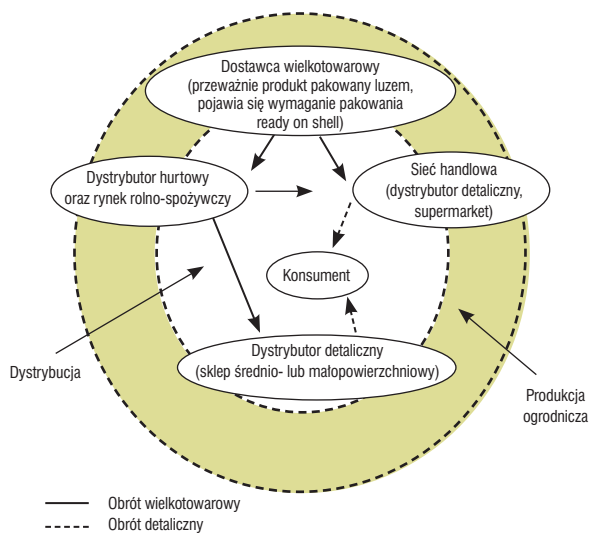 Dostawca wielkotowarowy
(przeważnie produkt pakowany luzem,
pojawia się wymaganie pakowania
ready on shell)
Dystrybutor hurtowy
oraz rynek rolno-spożywczy
Sieć handlowa
(dystrybutor detaliczny,
supermarket)
Konsument
Dystrybutor detaliczny
(sklep średnio- lub małopowierzchniowy)
Dystrybucja
Produkcja
ogrodnicza
Obrót wielkotowarowy
Obrót detaliczny